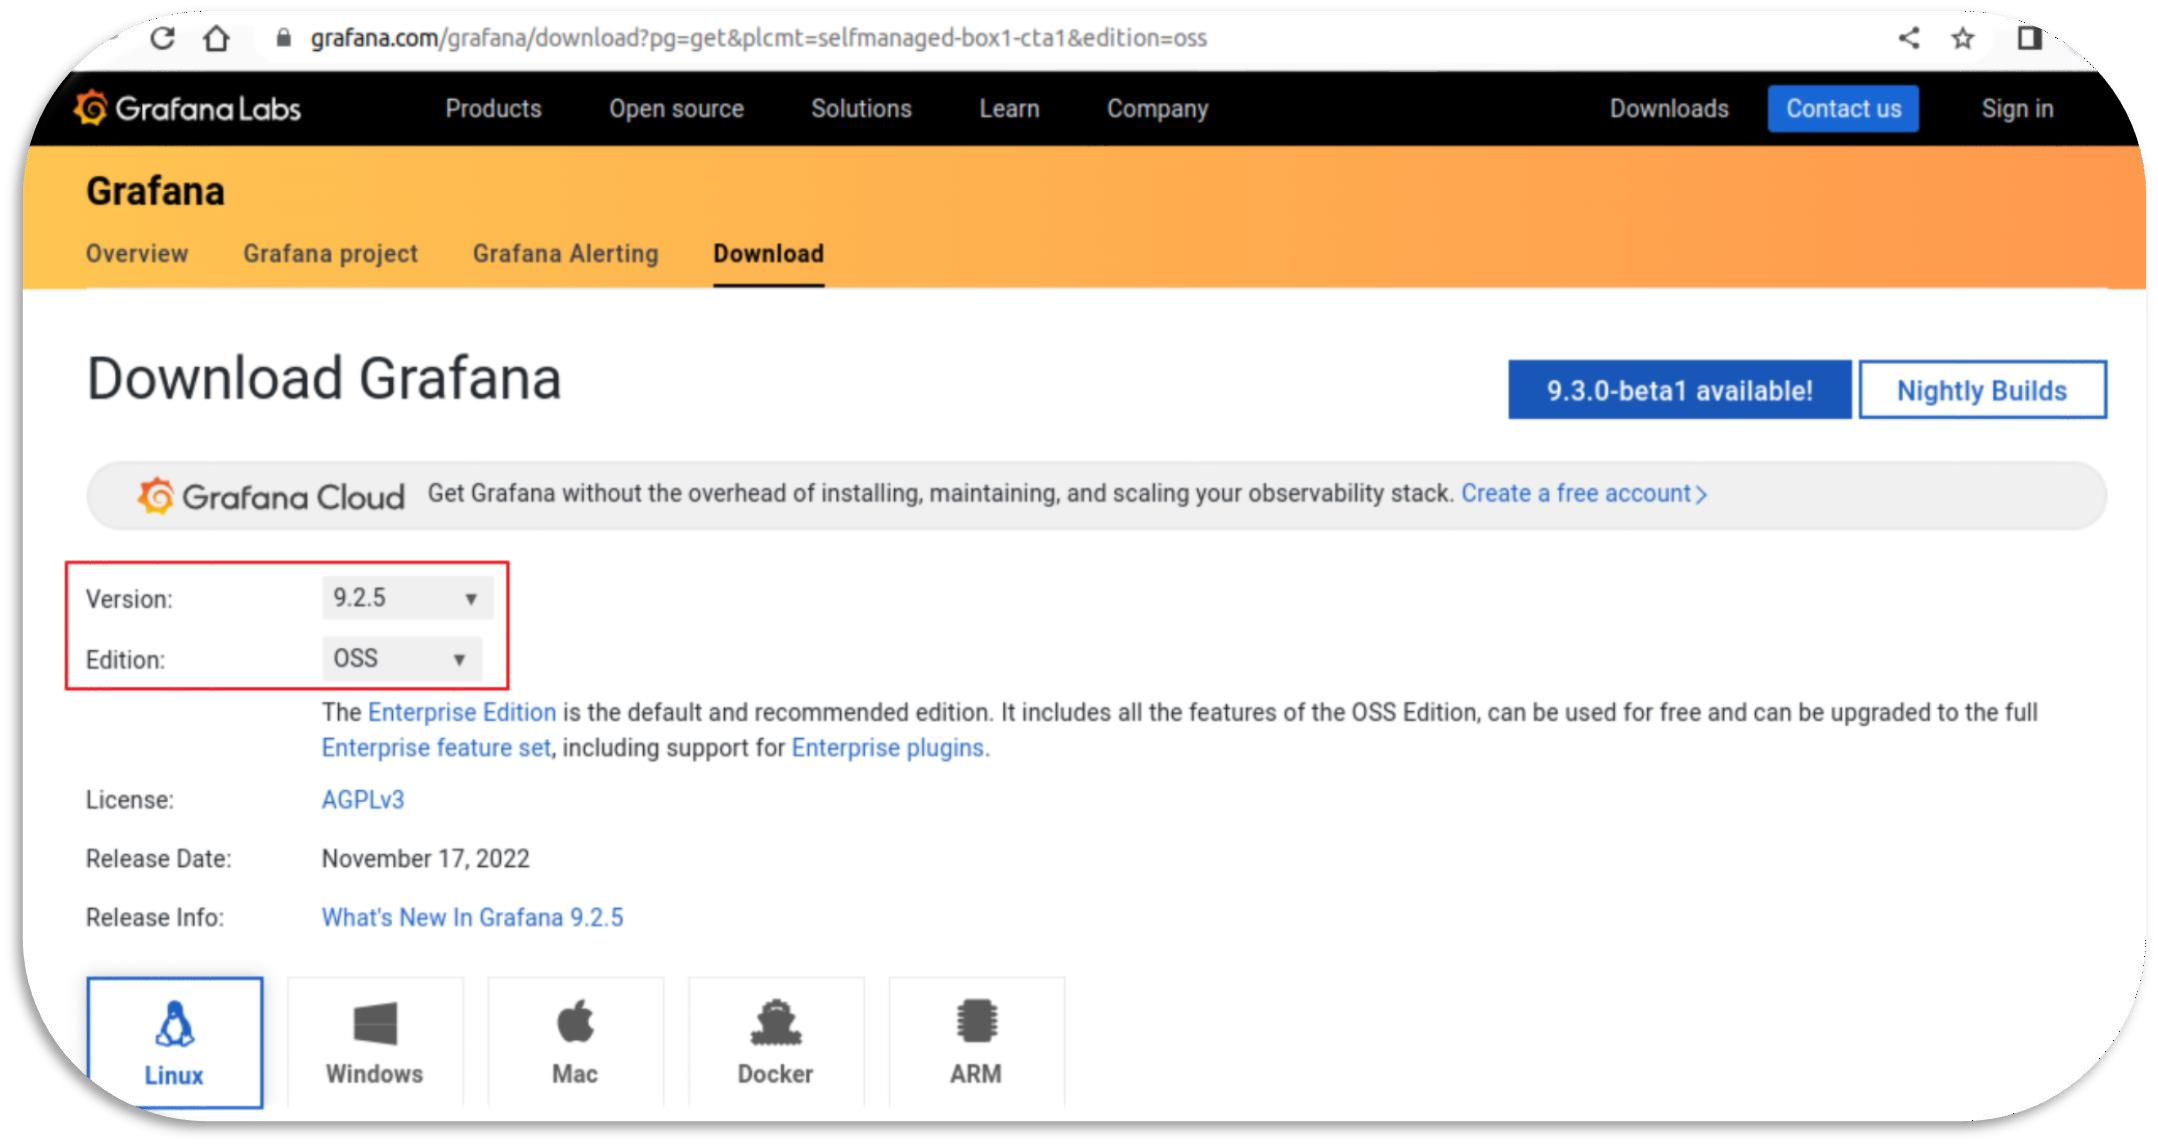 grafana.com/grafana/download?pg=get&plcmt=selfmanaged-box1-cta1&edition=oss
Grafana Labs Products Open source Solutions Learn Company Downloads Contact us Sign in
Grafana
Overview Grafana project Grafana Alerting Download
Download Grafana
9.3.0-beta1 available! Nightly Builds
Grafana Cloud Get Grafana without the overhead of installing, maintaining, and scaling your observability stack. Create a free account >
Version: 9.2.5
Edition: OSS
The Enterprise Edition is the default and recommended edition. It includes all the features of the OSS Edition, can be used for free and can be upgraded to the full
Enterprise feature set, including support for Enterprise plugins.
License: AGPLv3
Release Date: November 17, 2022
Release Info: What's New In Grafana 9.2.5
Linux Windows Mac Docker ARM